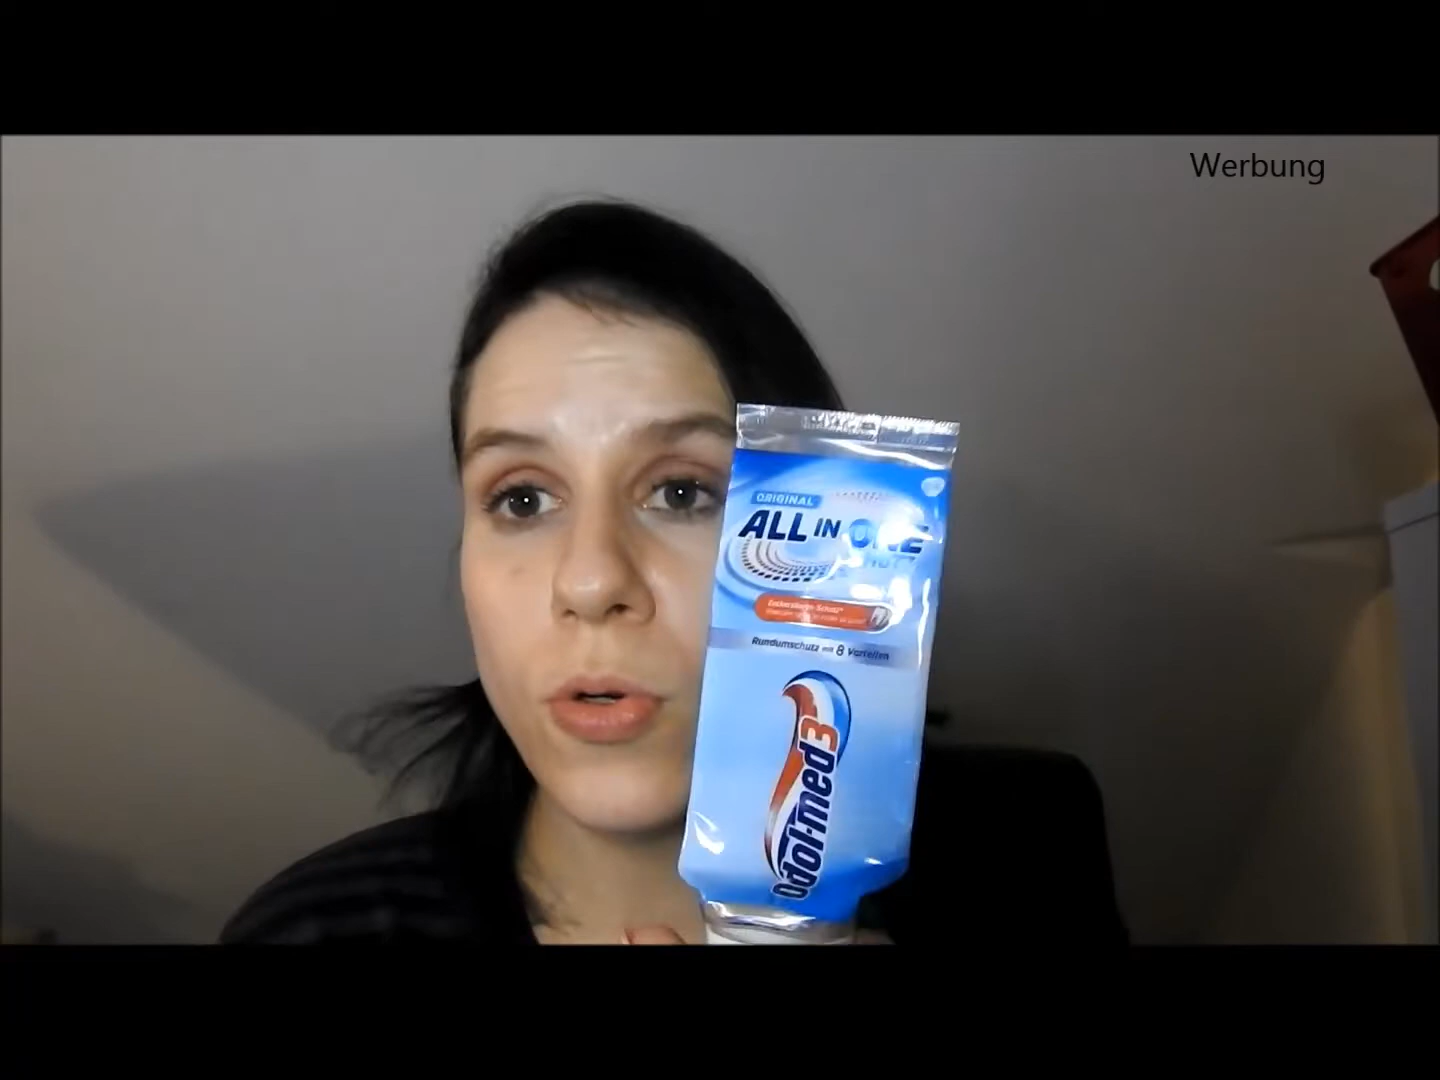 Werbung
ORIGINAL
ALL IN ONE
Rundumschutz mit 8 Vorteilen
Odol·med3